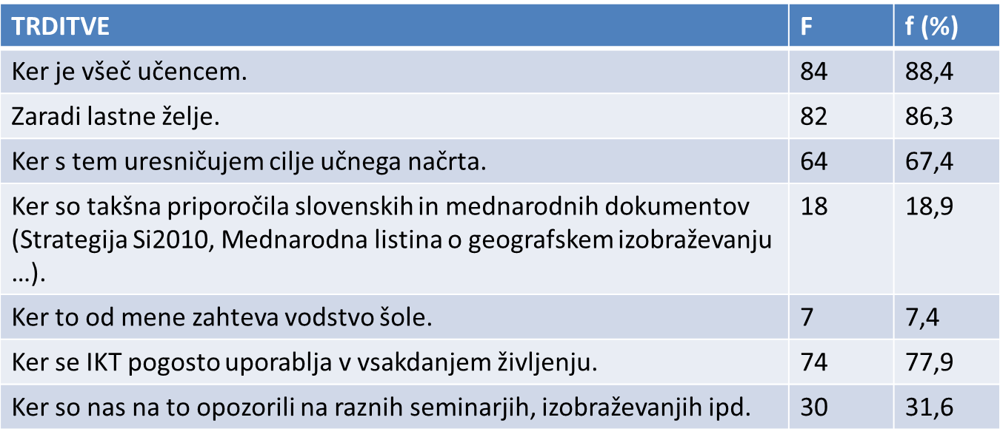 TRDITVE F f (%)
Ker je všeč učencem. 84 88,4
Zaradi lastne želje. 82 86,3
Ker s tem uresničujem cilje učnega načrta. 64 67,4
Ker so takšna priporočila slovenskih in mednarodnih dokumentov 18 18,9
(Strategija Si2010, Mednarodna listina o geografskem izobraževanju
…).
Ker to od mene zahteva vodstvo šole. 7 7,4
Ker se IKT pogosto uporablja v vsakdanjem življenju. 74 77,9
Ker so nas na to opozorili na raznih seminarjih, izobraževanjih ipd. 30 31,6